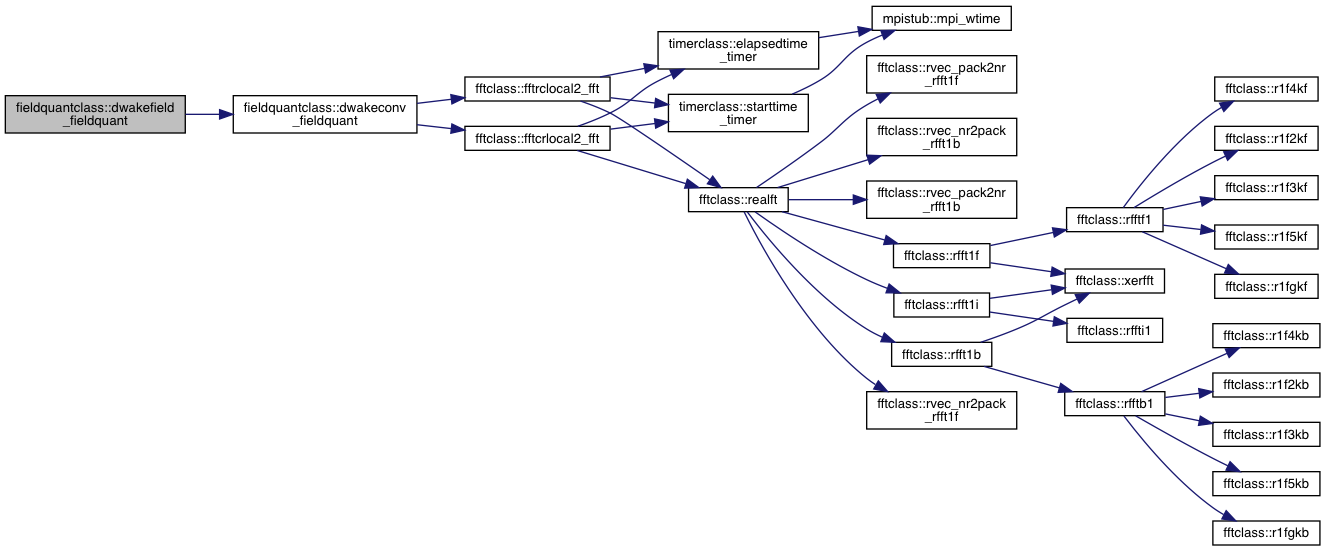 fieldquantclass::dwakefield
_fieldquant
fieldquantclass::dwakeconv
_fieldquant
fftclass::fftrclocal2_fft
fftclass::fftcrlocal2_fft
timerclass::elapsedtime
_timer
timerclass::starttime
_timer
mpistub::mpi_wtime
fftclass::realft
fftclass::rvec_pack2nr
_rfft1f
fftclass::rvec_nr2pack
_rfft1b
fftclass::rvec_pack2nr
_rfft1b
fftclass::rfft1f
fftclass::rfft1i
fftclass::rfft1b
fftclass::rvec_nr2pack
_rfft1f
fftclass::rfftf1
fftclass::xerfft
fftclass::rffti1
fftclass::rfftb1
fftclass::r1f4kf
fftclass::r1f2kf
fftclass::r1f3kf
fftclass::r1f5kf
fftclass::r1fgkf
fftclass::r1f4kb
fftclass::r1f2kb
fftclass::r1f3kb
fftclass::r1f5kb
fftclass::r1fgkb